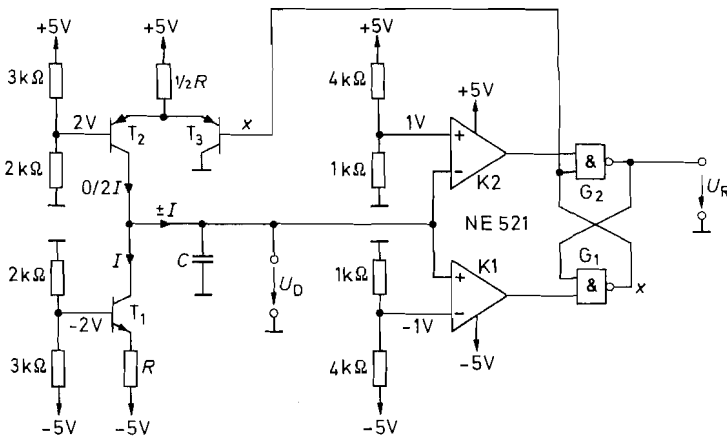 +5V +5V +5V
3kΩ ½R 4kΩ +5V
2V T₂ T₃ x 1V + K2 & G₂
2kΩ 1kΩ −
0/2I U_R
±I NE 521
I C U_D G₁
2kΩ 1kΩ + K1 & x
−2V T₁ −1V −
3kΩ R 4kΩ −5V
−5V −5V −5V